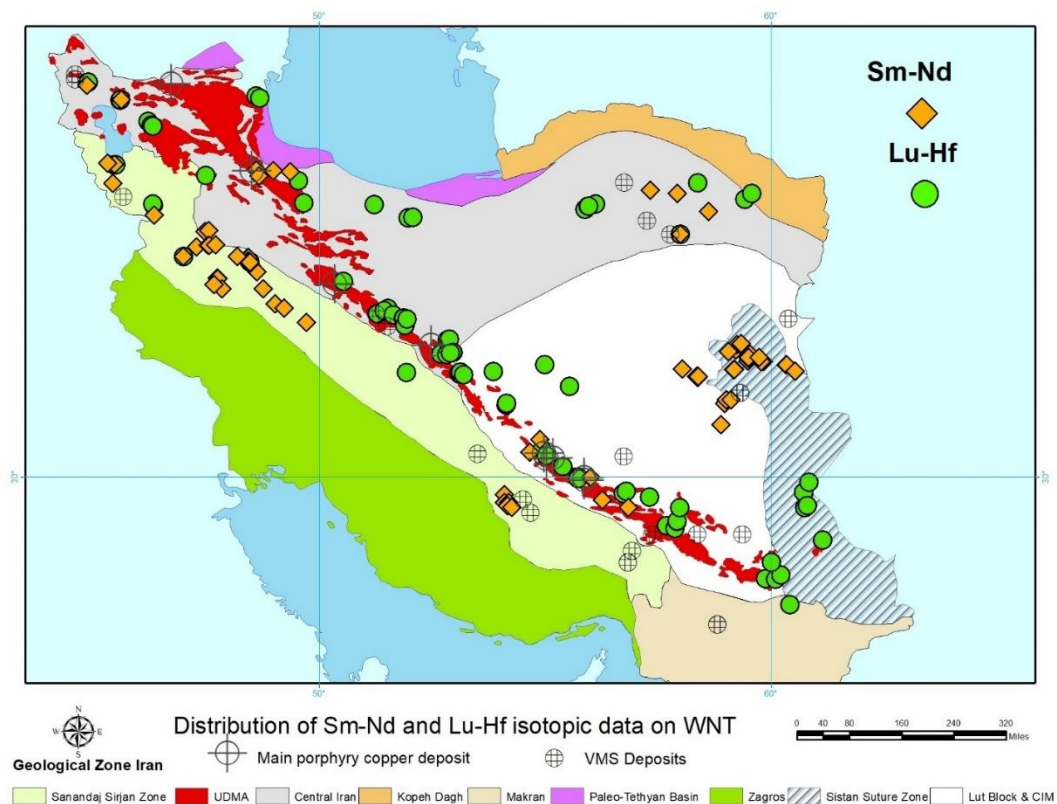 50°
60°
Sm-Nd
Lu-Hf
30°
30°
50°
60°
N
W
E
S
Distribution of Sm-Nd and Lu-Hf isotopic data on WNT
0 40 80 160 240 320
Miles
Main porphyry copper deposit
VMS Deposits
Geological Zone Iran
Sanandaj Sirjan Zone
UDMA
Central Iran
Kopeh Dagh
Makran
Paleo-Tethyan Basin
Zagros
Sistan Suture Zone
Lut Block & CIM